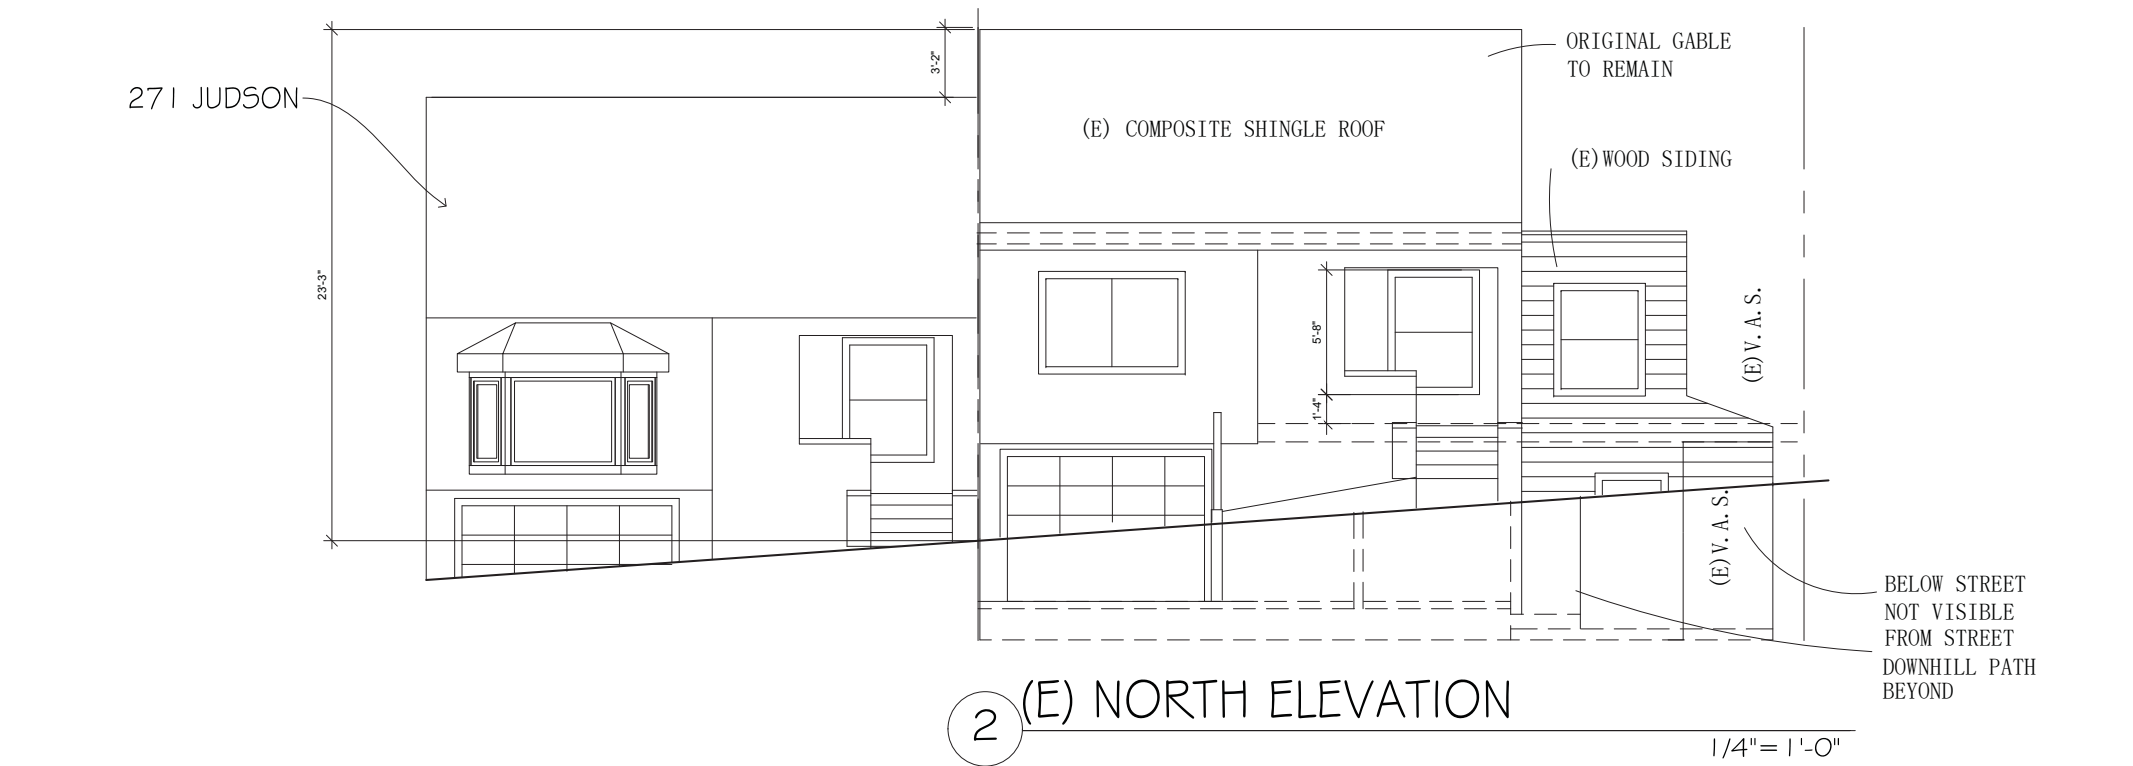 ORIGINAL GABLE
TO REMAIN
3'-2"
271 JUDSON
(E) COMPOSITE SHINGLE ROOF
(E)WOOD SIDING
23'-3"
5'-8"
(E)V.A.S.
1'-4"
(E)V.A.S.
BELOW STREET
NOT VISIBLE
FROM STREET
DOWNHILL PATH
BEYOND
2
(E) NORTH ELEVATION
1/4"=1'-0"